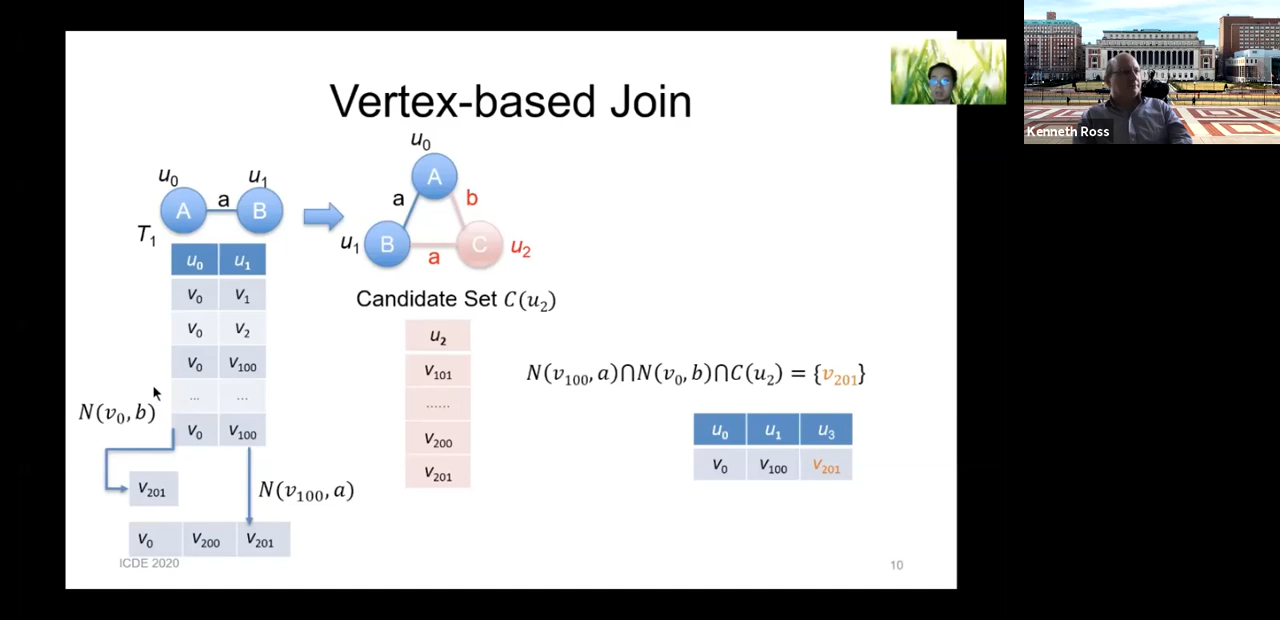 Vertex-based Join
Kenneth Ross
u0
u0 u1
A a B
A
a b
T1
u1 B a C u2
u0 u1
v0 v1
v0 v2
v0 v100
... ...
v0 v100
N(v0, b)
v201
N(v100, a)
v0 v200 v201
Candidate Set C(u2)
u2
v101
......
v200
v201
N(v100, a)⋂N(v0, b)⋂C(u2) = {v201}
u0 u1 u3
v0 v100 v201
ICDE 2020
10